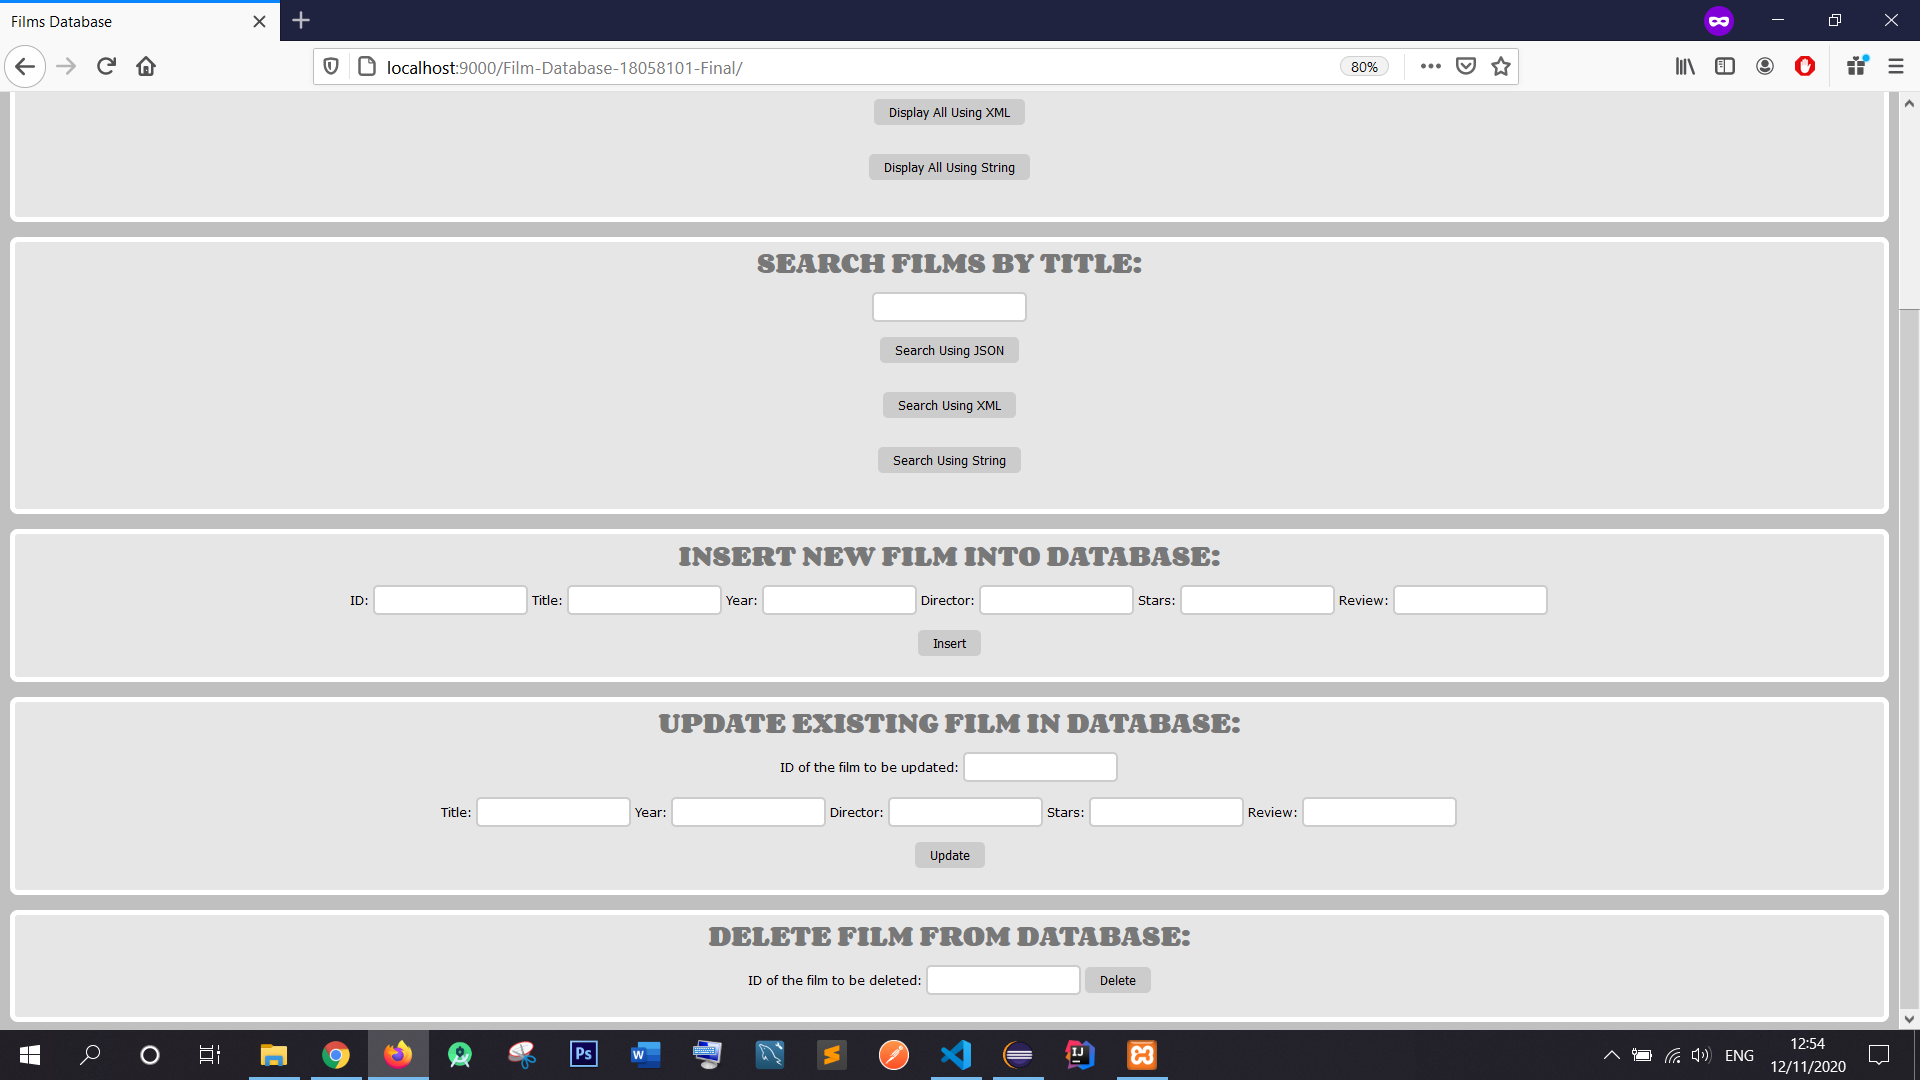 Films Database
localhost:9000/Film-Database-18058101-Final/
80%
Display All Using XML
Display All Using String
SEARCH FILMS BY TITLE:
Search Using JSON
Search Using XML
Search Using String
INSERT NEW FILM INTO DATABASE:
ID: Title: Year: Director: Stars: Review:
Insert
UPDATE EXISTING FILM IN DATABASE:
ID of the film to be updated:
Title: Year: Director: Stars: Review:
Update
DELETE FILM FROM DATABASE:
ID of the film to be deleted: Delete
Ps
W
S
IJ
ENG
12:54
12/11/2020